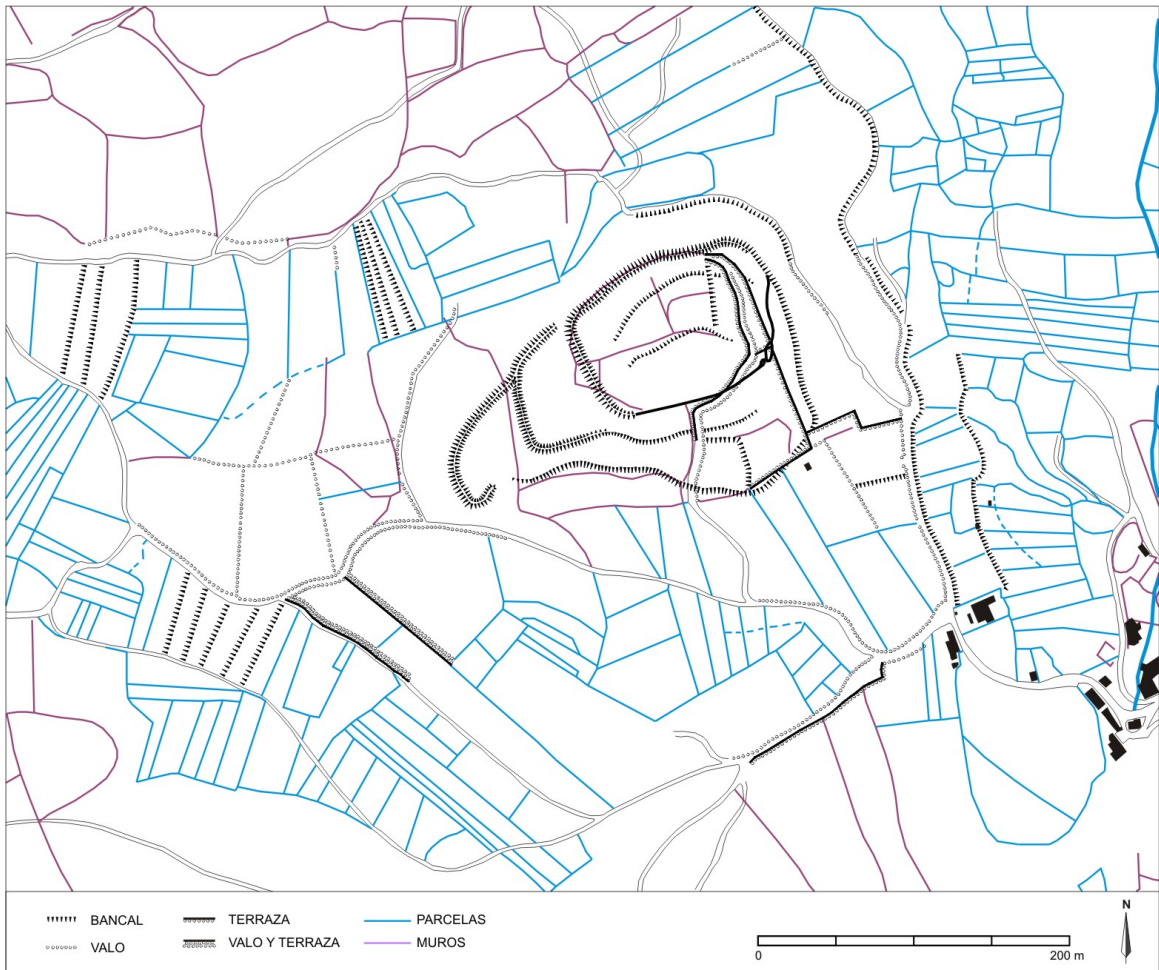 BANCAL
VALO
TERRAZA
VALO Y TERRAZA
PARCELAS
MUROS
0
200 m
N